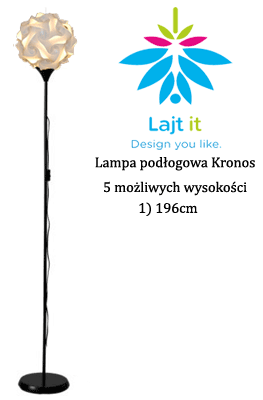 Lajt it
Design you like.
Lampa podłogowa Kronos
5 możliwych wysokości
1) 196cm